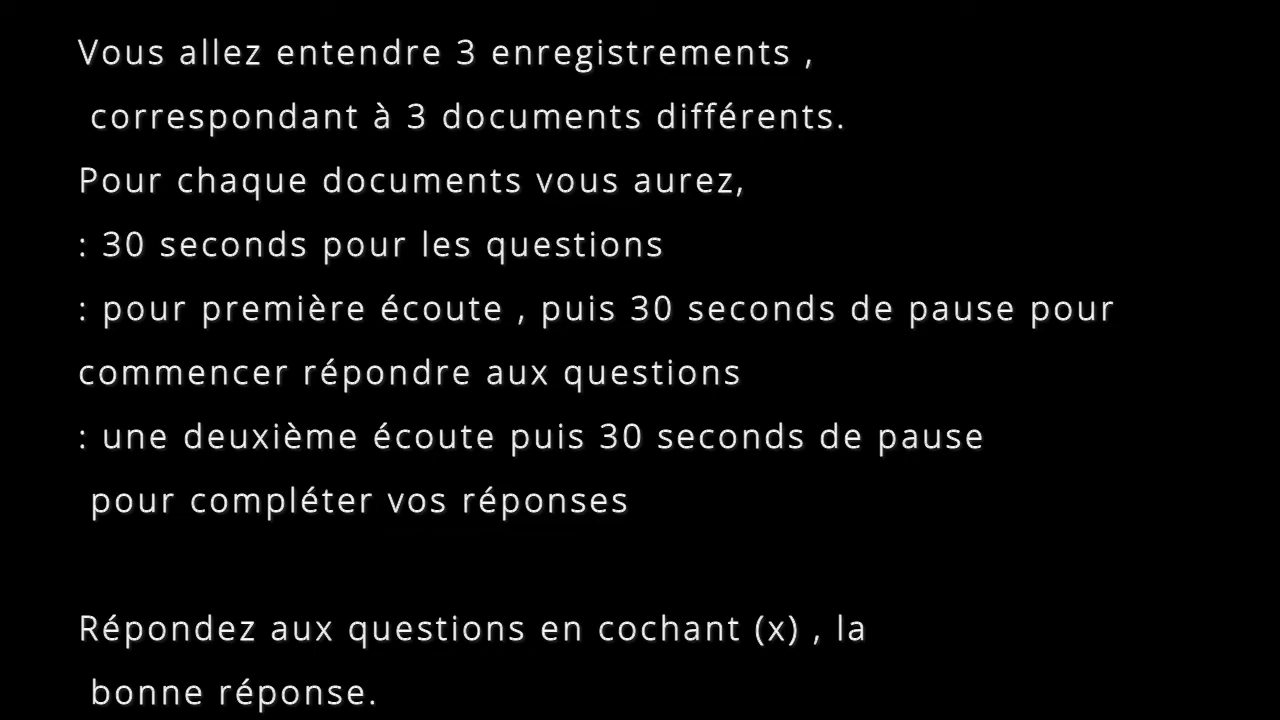 Vous allez entendre 3 enregistrements ,
correspondant à 3 documents différents.
Pour chaque documents vous aurez,
: 30 seconds pour les questions
: pour première écoute , puis 30 seconds de pause pour
commencer répondre aux questions
: une deuxième écoute puis 30 seconds de pause
pour compléter vos réponses
Répondez aux questions en cochant (x) , la
bonne réponse.